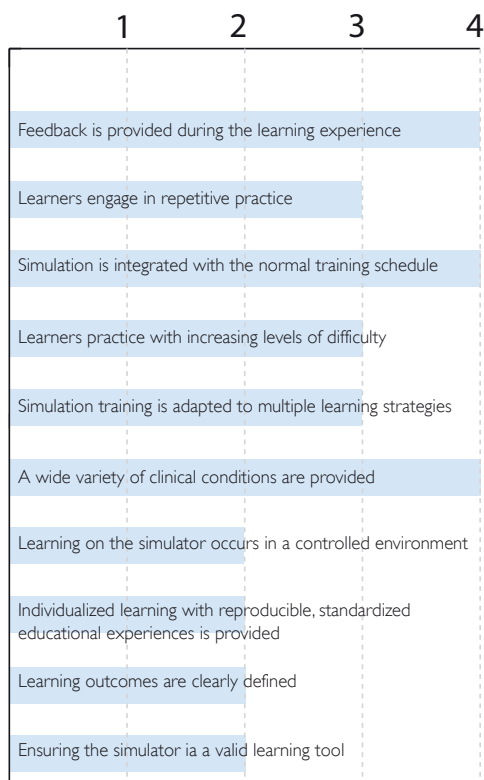 1 2 3 4
Feedback is provided during the learning experience
Learners engage in repetitive practice
Simulation is integrated with the normal training schedule
Learners practice with increasing levels of difficulty
Simulation training is adapted to multiple learning strategies
A wide variety of clinical conditions are provided
Learning on the simulator occurs in a controlled environment
Individualized learning with reproducible, standardized
educational experiences is provided
Learning outcomes are clearly defined
Ensuring the simulator ia a valid learning tool